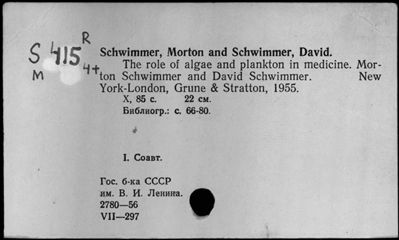 S 415 R
M 4+
Schwimmer, Morton and Schwimmer, David.
The role of algae and plankton in medicine. Mor-
ton Schwimmer and David Schwimmer. New
York-London, Grune & Stratton, 1955.
X, 85 с. 22 см.
Библиогр.: с. 66-80.
I. Соавт.
Гос. б-ка СССР
им. В. И. Ленина.
2780—56
VII—297